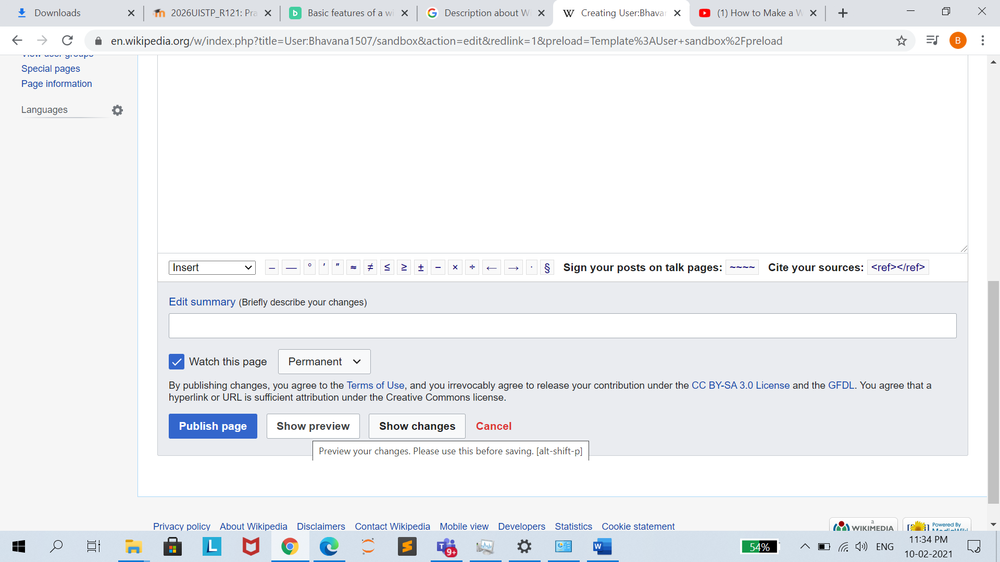 Downloads
2026UISTP_R121: Pra
Basic features of a wi
Description about Wi
Creating User:Bhavan
(1) How to Make a W
en.wikipedia.org/w/index.php?title=User:Bhavana1507/sandbox&action=edit&redlink=1&preload=Template%3AUser+sandbox%2Fpreload
B
View user groups
Special pages
Page information
Languages
Insert
– — ° ′ ″ ≈ ≠ ≤ ≥ ± − × ÷ ← → · § Sign your posts on talk pages: ~~~~ Cite your sources: <ref></ref>
Edit summary (Briefly describe your changes)
Watch this page Permanent
By publishing changes, you agree to the Terms of Use, and you irrevocably agree to release your contribution under the CC BY-SA 3.0 License and the GFDL. You agree that a
hyperlink or URL is sufficient attribution under the Creative Commons license.
Publish page Show preview Show changes Cancel
Preview your changes. Please use this before saving. [alt-shift-p]
Privacy policy About Wikipedia Disclaimers Contact Wikipedia Mobile view Developers Statistics Cookie statement
a
WIKIMEDIA
Powered By
MediaWiki
54%
ENG
11:34 PM
10-02-2021
9+